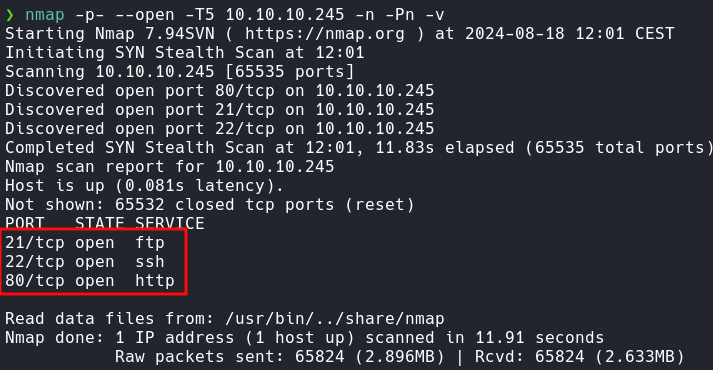 ❯ nmap -p- --open -T5 10.10.10.245 -n -Pn -v
Starting Nmap 7.94SVN ( https://nmap.org ) at 2024-08-18 12:01 CEST
Initiating SYN Stealth Scan at 12:01
Scanning 10.10.10.245 [65535 ports]
Discovered open port 80/tcp on 10.10.10.245
Discovered open port 21/tcp on 10.10.10.245
Discovered open port 22/tcp on 10.10.10.245
Completed SYN Stealth Scan at 12:01, 11.83s elapsed (65535 total ports)
Nmap scan report for 10.10.10.245
Host is up (0.081s latency).
Not shown: 65532 closed tcp ports (reset)
PORT   STATE SERVICE
21/tcp open  ftp
22/tcp open  ssh
80/tcp open  http
Read data files from: /usr/bin/../share/nmap
Nmap done: 1 IP address (1 host up) scanned in 11.91 seconds
Raw packets sent: 65824 (2.896MB) | Rcvd: 65824 (2.633MB)